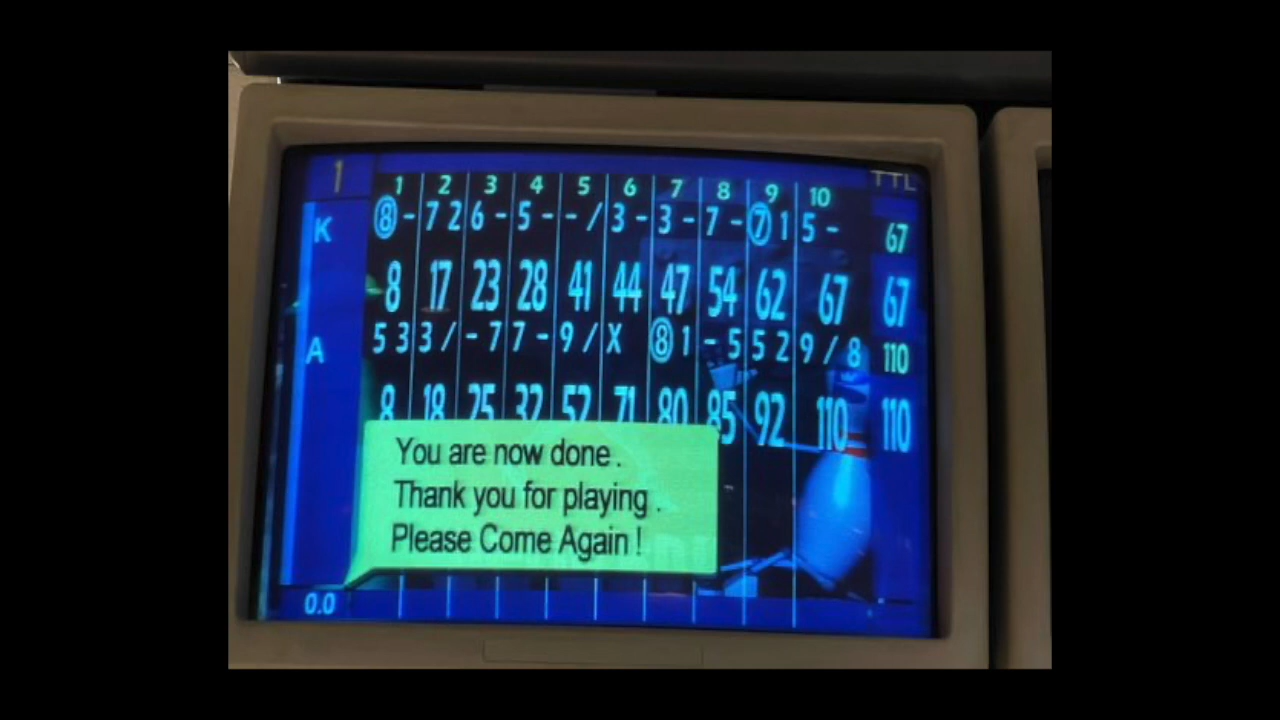 1 1 2 3 4 5 6 7 8 9 10 TTL
K 8 - 7 2 6 - 5 - - / 3 - 3 - 7 - 7 1 5 - 67
8 17 23 28 41 44 47 54 62 67 67
A 5 3 3 / - 7 7 - 9 / X 8 1 - 5 5 2 9 / 8 110
8 18 25 32 52 71 80 85 92 110 110
You are now done.
Thank you for playing.
Please Come Again!
0.0